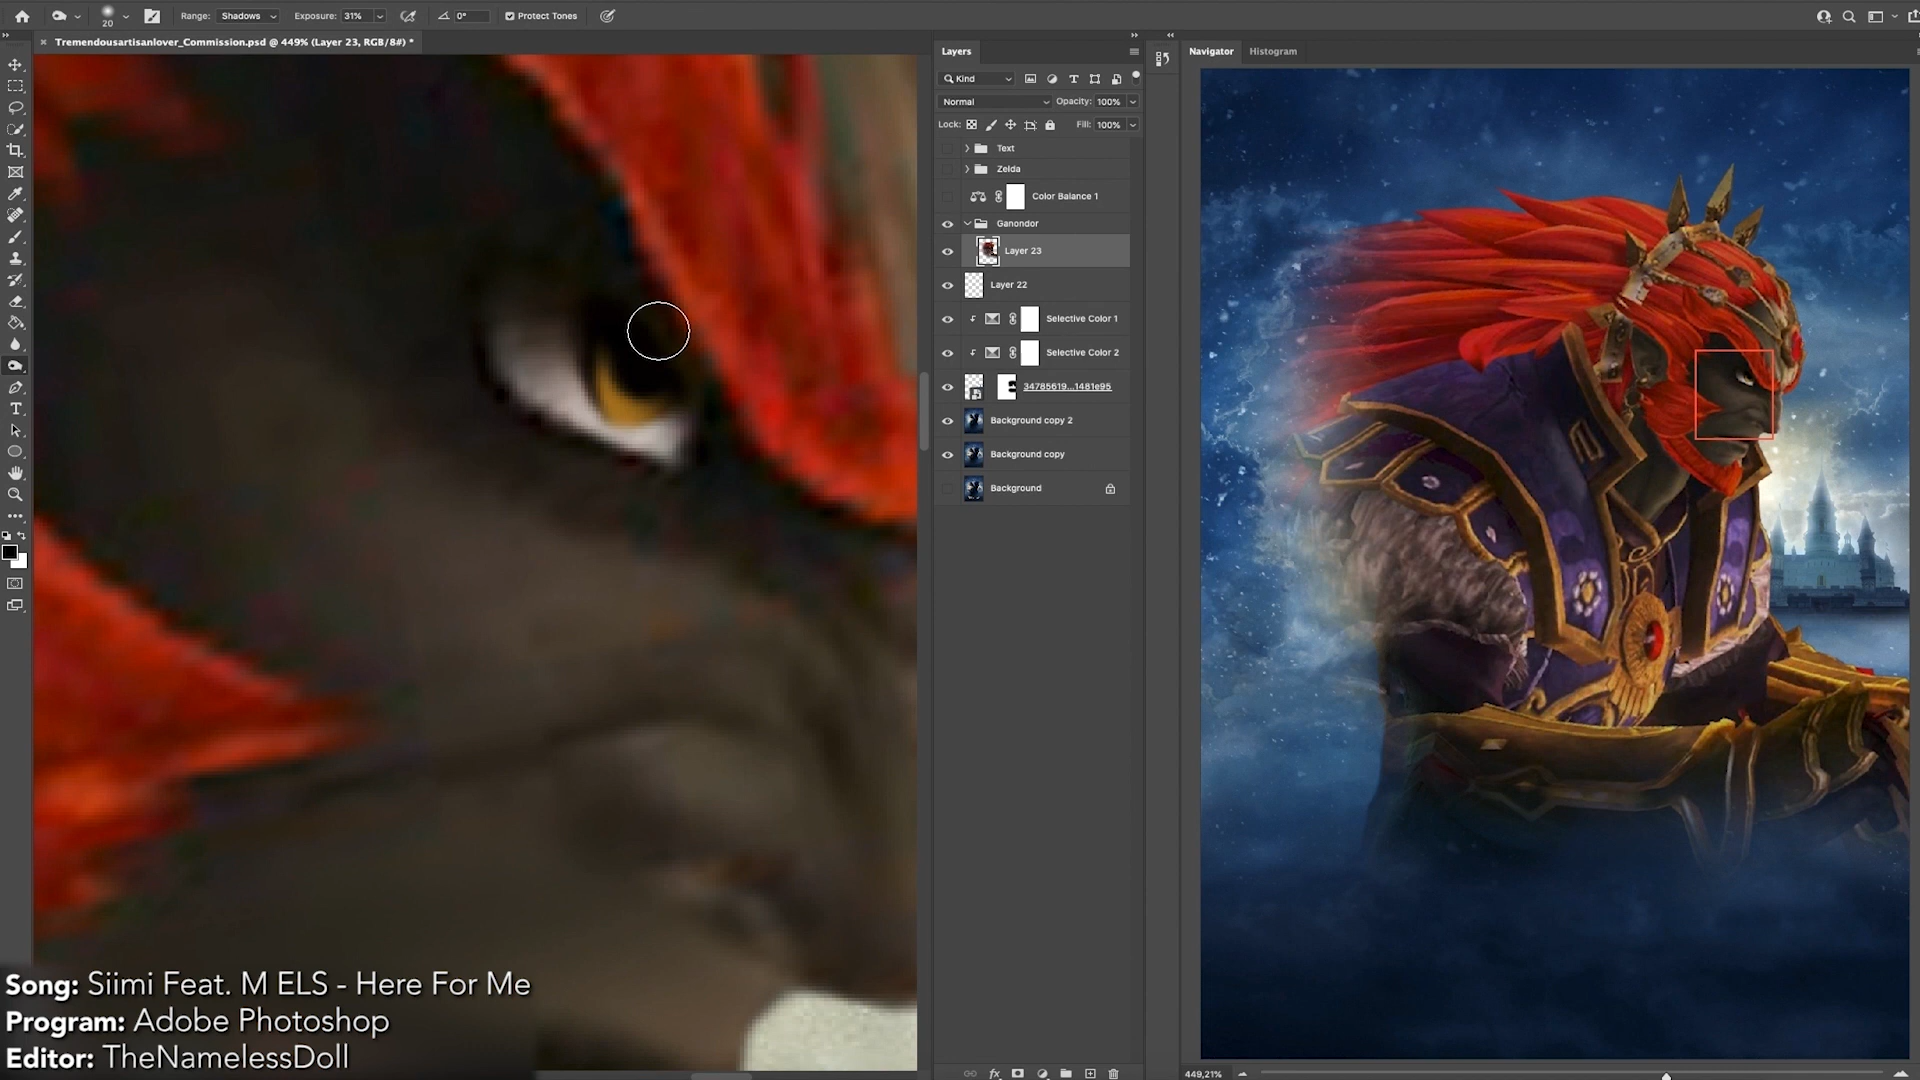 20 Range: Shadows Exposure: 31% 0° Protect Tones
Tremendousartisanlover_Commission.psd @ 449% (Layer 23, RGB/8#) *
Layers
Kind
Normal Opacity: 100%
Lock: Fill: 100%
Text
Zelda
Color Balance 1
Ganondor
Layer 23
Layer 22
Selective Color 1
Selective Color 2
34785619...1481e95
Background copy 2
Background copy
Background
Navigator Histogram
449,21%
Song: Siimi Feat. M ELS - Here For Me
Program: Adobe Photoshop
Editor: TheNamelessDoll